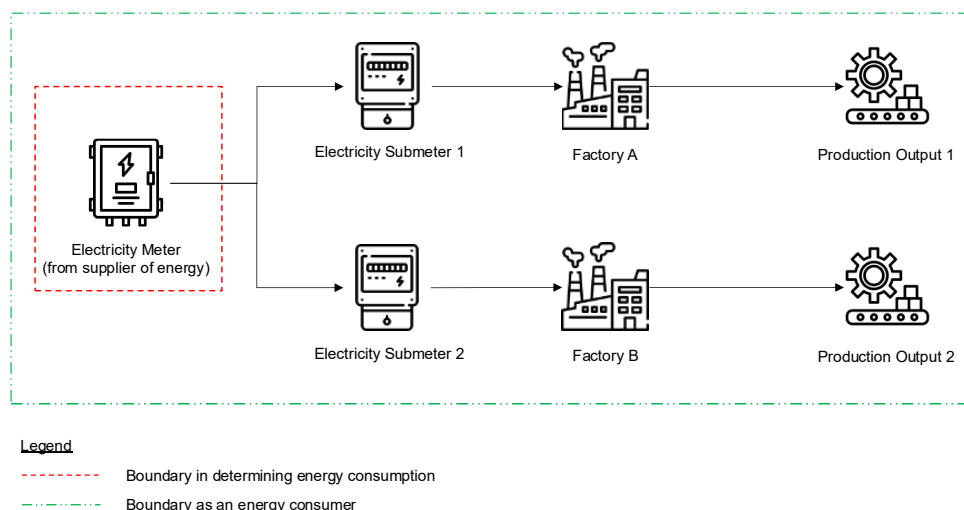 Electricity Submeter 1
Factory A
Production Output 1
Electricity Meter
(from supplier of energy)
Electricity Submeter 2
Factory B
Production Output 2
Legend
Boundary in determining energy consumption
Boundary as an energy consumer